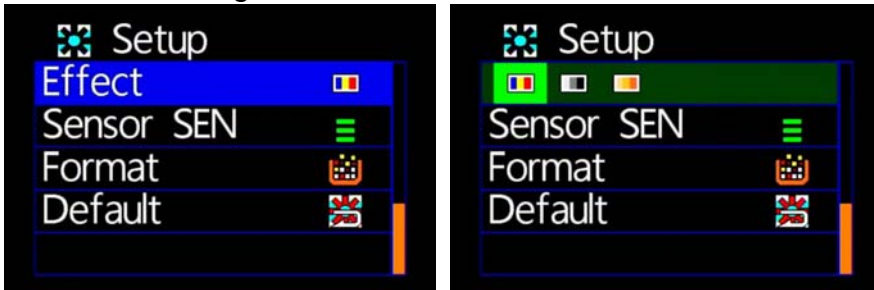 Setup
Effect
Sensor SEN
Format
Default
Setup
Sensor SEN
Format
Default